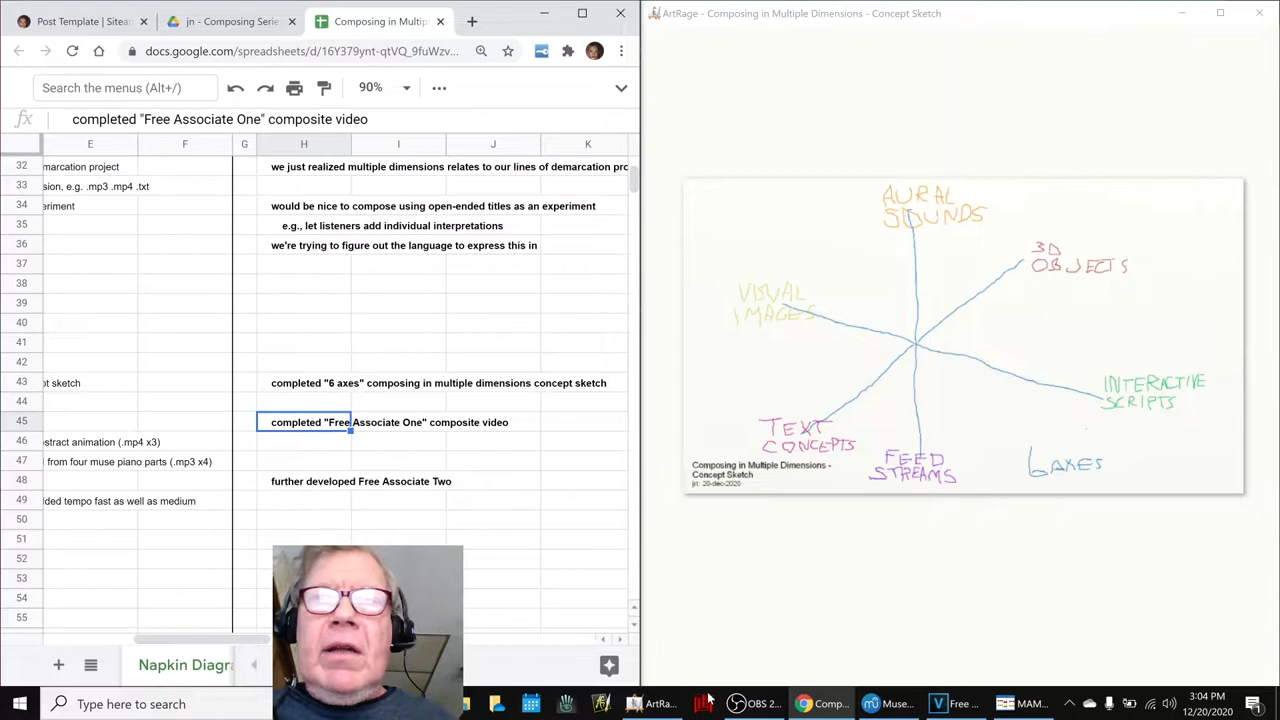 Post Template | Siteam
jn - Composing Serie
Composing in Multip
ArtRage - Composing in Multiple Dimensions - Concept Sketch
docs.google.com/spreadsheets/d/16Y379ynt-qtVQ_9fuWzv...
Search the menus (Alt+/)
90%
fx completed "Free Associate One" composite video
E F G H I J K
32 marcation project we just realized multiple dimensions relates to our lines of demarcation pro
33 sion, e.g. .mp3 .mp4 .txt
34 eriment would be nice to compose using open-ended titles as an experiment
35 e.g., let listeners add individual interpretations
36 we're trying to figure out the language to express this in
37
38
39
40
41
42
43 pt sketch completed "6 axes" composing in multiple dimensions concept sketch
44
45 completed "Free Associate One" composite video
46 stract animation (.mp4 x3)
47 from four muse piano parts (.mp3 x4)
48 further developed Free Associate Two
49 ded tempo fast as well as medium
50
51
52
53
54
55
Napkin Diagra
AURAL
SOUNDS
3D
OBJECTS
VISUAL
IMAGES
INTERACTIVE
SCRIPTS
TEXT
CONCEPTS
FEED
STREAMS
6 AXES
Composing in Multiple Dimensions -
Concept Sketch
jn: 20-dec-2020
Type here to search
ArtRa...
OBS 2...
Comp...
Muse...
Free ...
MAM...
3:04 PM
12/20/2020